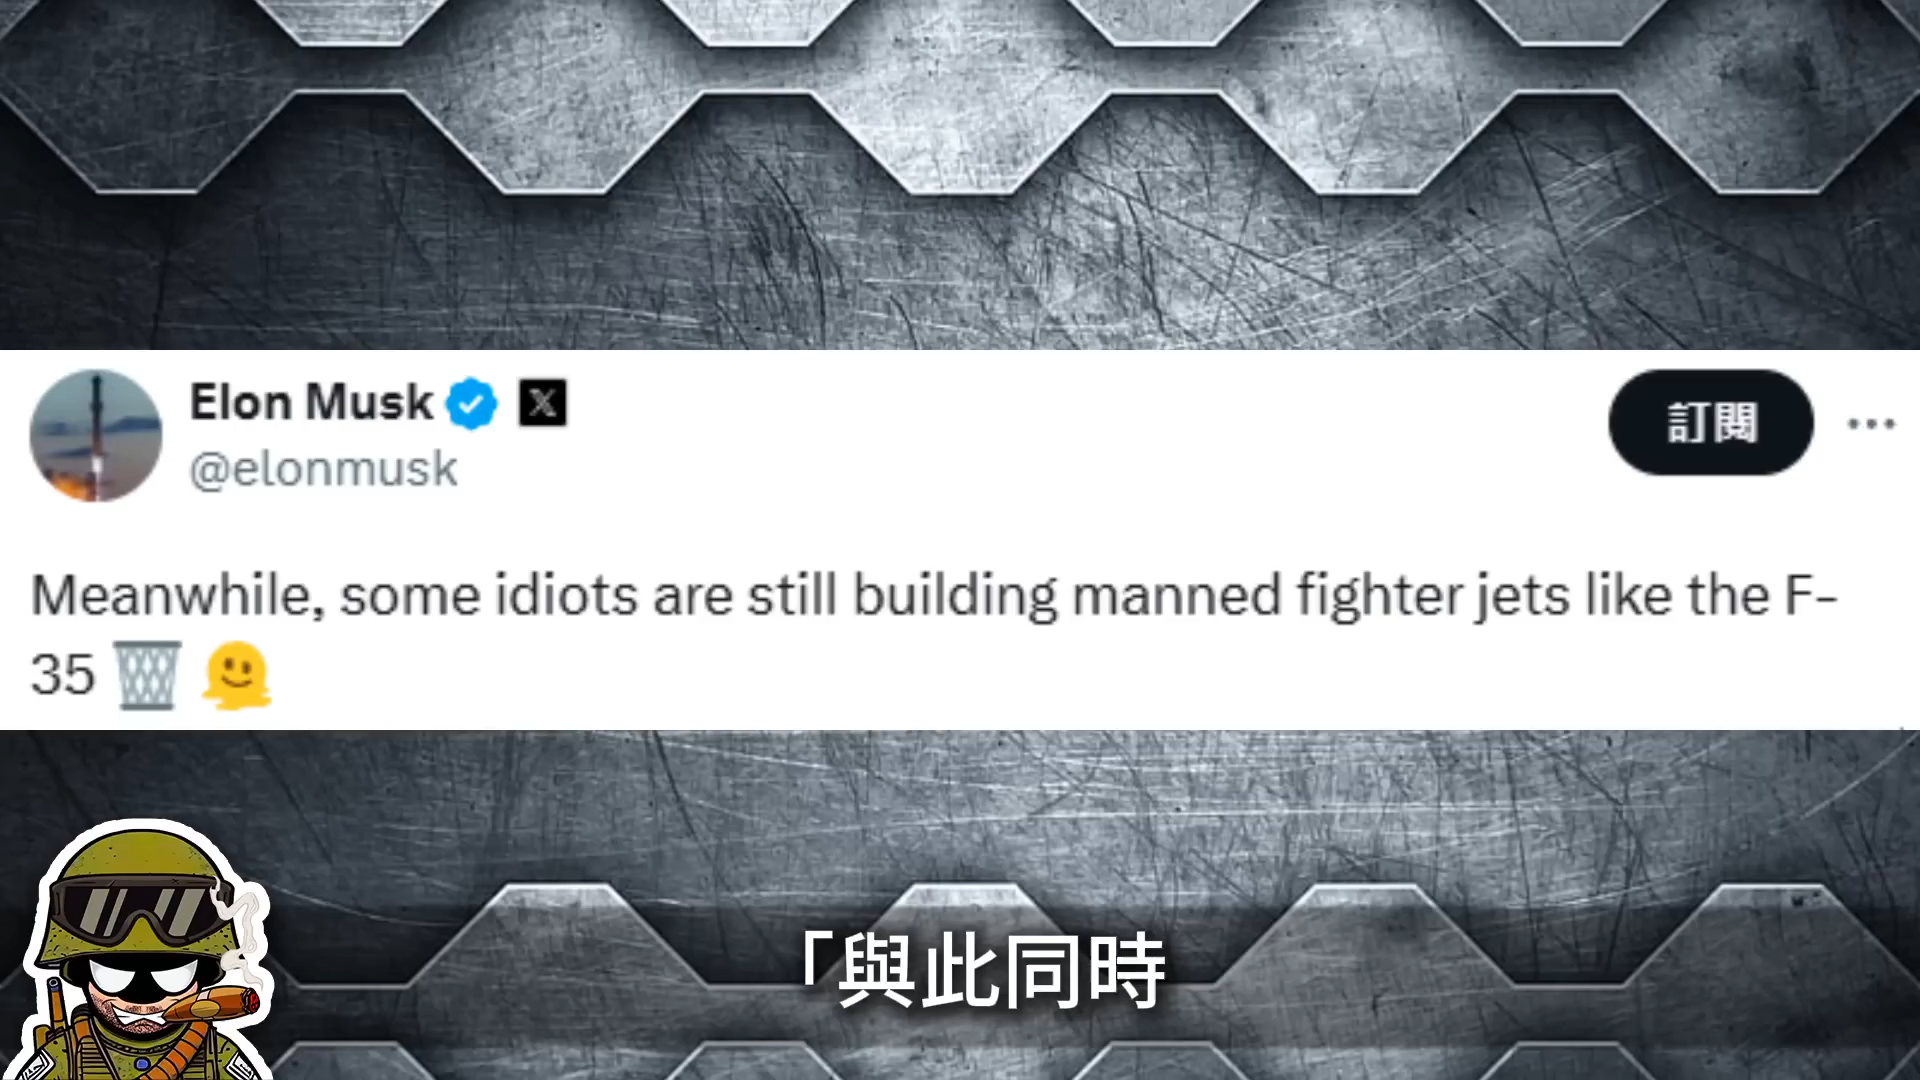 Elon Musk
@elonmusk
訂閱
Meanwhile, some idiots are still building manned fighter jets like the F-
35 🗑️ 🫠
「與此同時